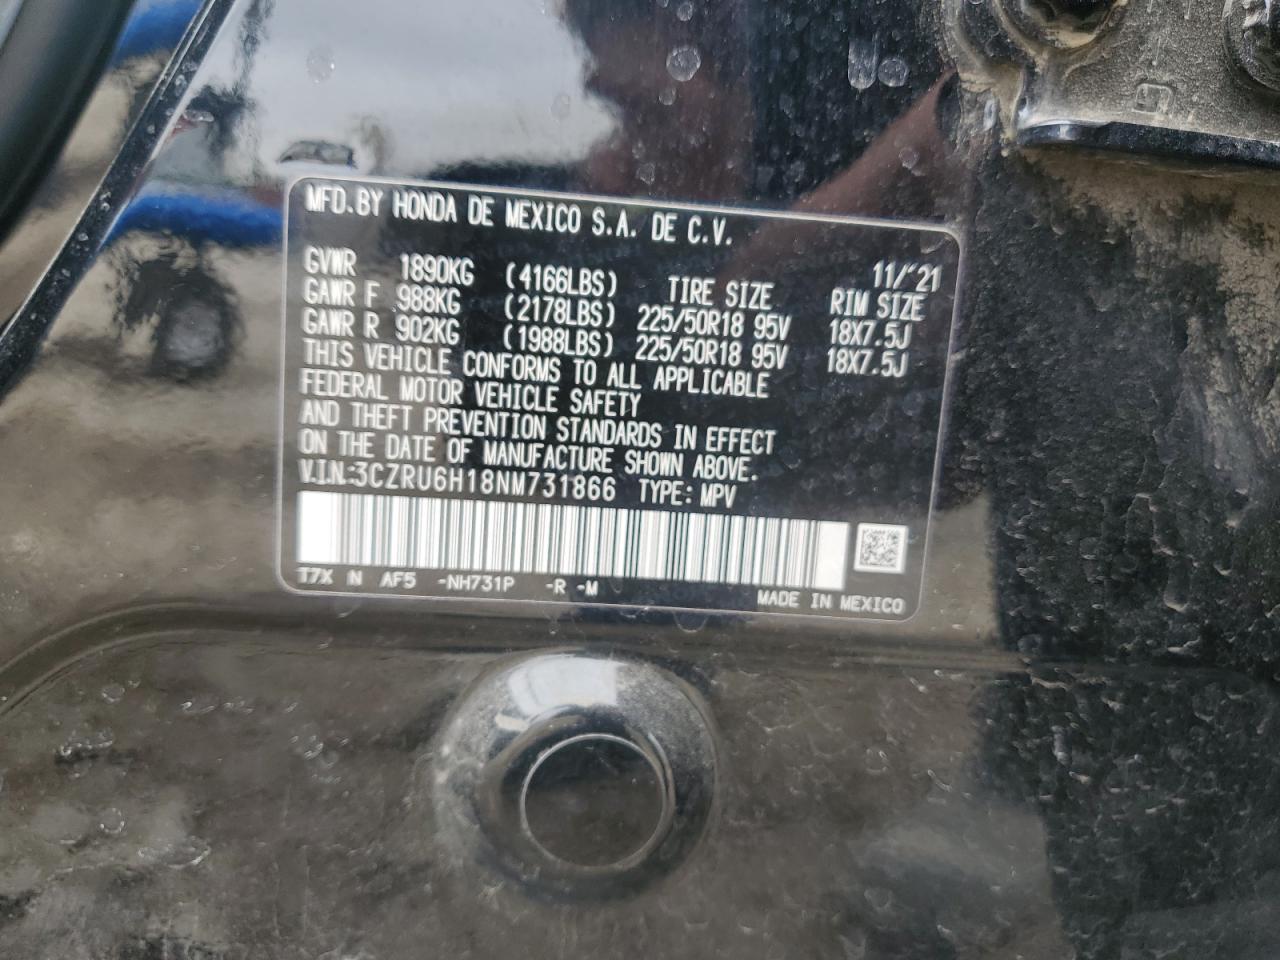 MFD. BY HONDA DE MEXICO S.A. DE C.V.
11/'21
GVWR 1890KG (4166LBS) TIRE SIZE RIM SIZE
GAWR F 988KG (2178LBS) 225/50R18 95V 18X7.5J
GAWR R 902KG (1988LBS) 225/50R18 95V 18X7.5J
THIS VEHICLE CONFORMS TO ALL APPLICABLE
FEDERAL MOTOR VEHICLE SAFETY
AND THEFT PREVENTION STANDARDS IN EFFECT
ON THE DATE OF MANUFACTURE SHOWN ABOVE.
V.I.N.:3CZRU6H18NM731866 TYPE: MPV
T7X N AF5 -NH731P -R -M
MADE IN MEXICO